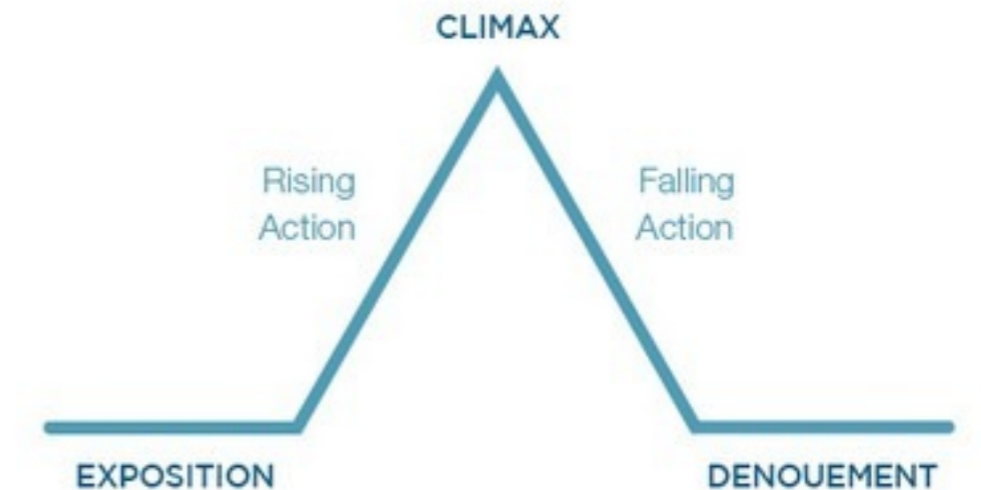 CLIMAX
Rising
Action
Falling
Action
EXPOSITION
DENOUEMENT